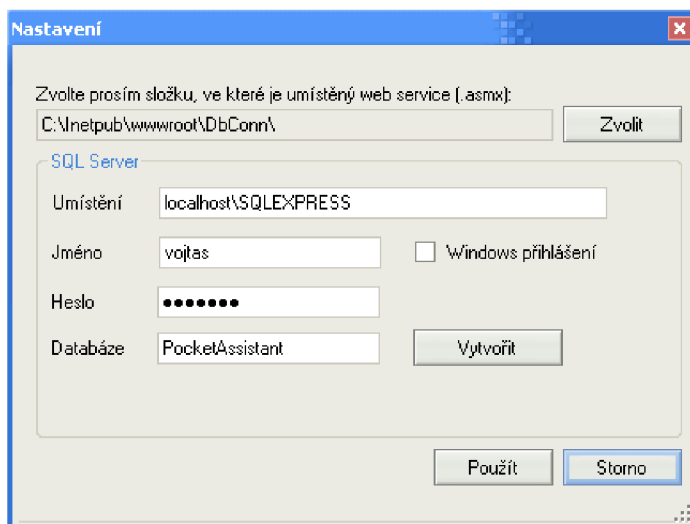 Nastavení
Zvolte prosím složku, ve které je umístěný web service (.asmx):
C:\Inetpub\wwwroot\DbConn\ Zvolit
SQL Server
Umístění localhost\SQLEXPRESS
Jméno vojtas Windows přihlášení
Heslo ●●●●●●●
Databáze PocketAssistant Vytvořit
Použít Storno